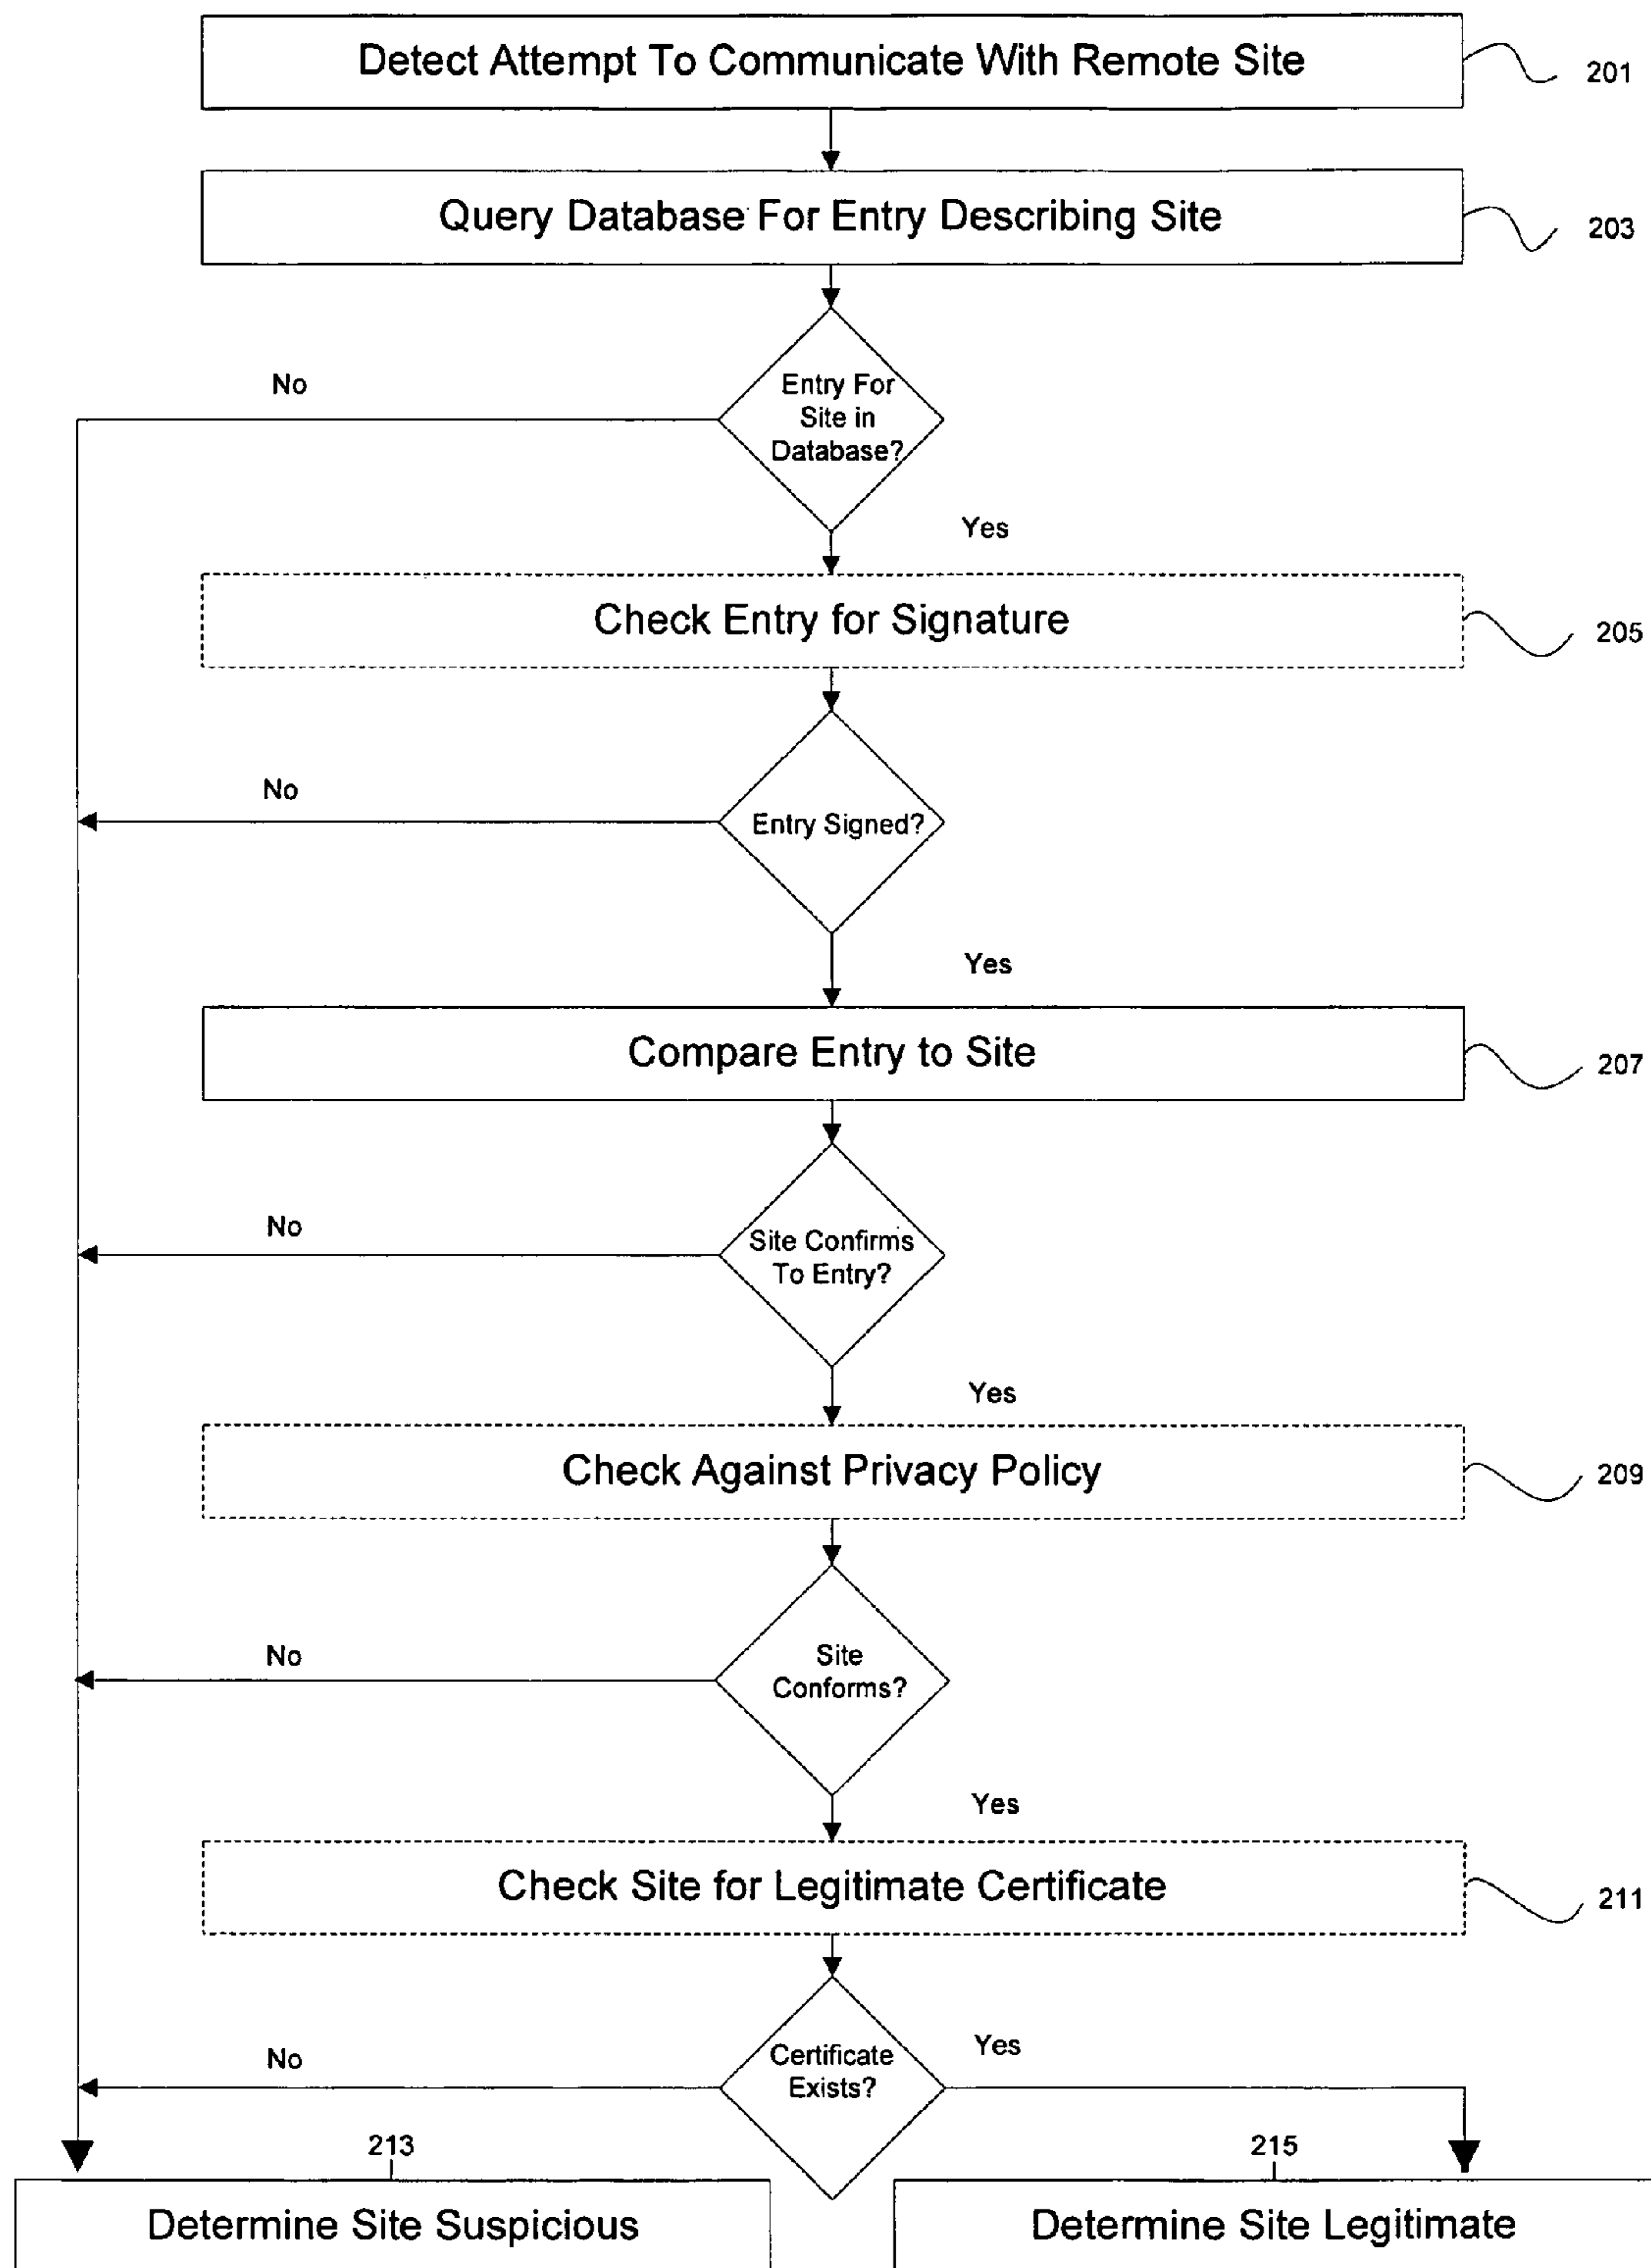 Detect Attempt To Communicate With Remote Site
201
Query Database For Entry Describing Site
203
No
Entry For
Site in
Database?
Yes
Check Entry for Signature
205
No
Entry Signed?
Yes
Compare Entry to Site
207
No
Site Confirms
To Entry?
Yes
Check Against Privacy Policy
209
No
Site
Conforms?
Yes
Check Site for Legitimate Certificate
211
No
Certificate
Exists?
Yes
213
215
Determine Site Suspicious
Determine Site Legitimate